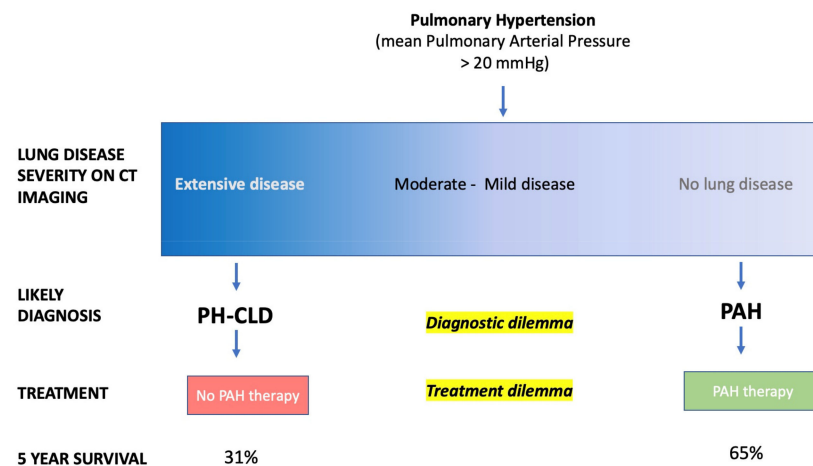 Pulmonary Hypertension
(mean Pulmonary Arterial Pressure
> 20 mmHg)
LUNG DISEASE
SEVERITY ON CT
IMAGING
Extensive disease
Moderate - Mild disease
No lung disease
LIKELY
DIAGNOSIS
PH-CLD
Diagnostic dilemma
PAH
TREATMENT
No PAH therapy
Treatment dilemma
PAH therapy
5 YEAR SURVIVAL
31%
65%